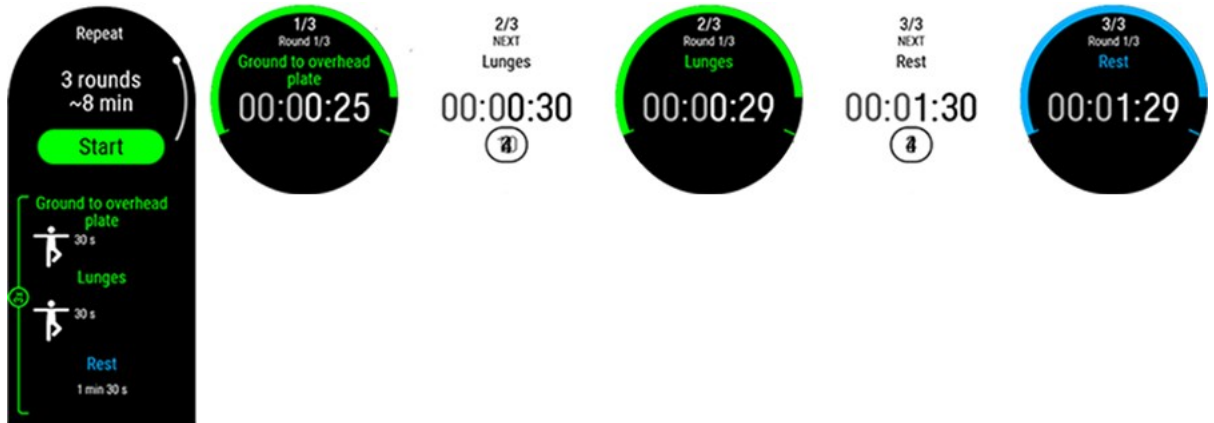 Repeat
3 rounds
~8 min
Start
Ground to overhead
plate
30 s
Lunges
30 s
Rest
1 min 30 s
1/3
Round 1/3
Ground to overhead
plate
00:00:25
2/3
NEXT
Lunges
00:00:30
2/3
Round 1/3
Lunges
00:00:29
3/3
NEXT
Rest
00:01:30
3/3
Round 1/3
Rest
00:01:29